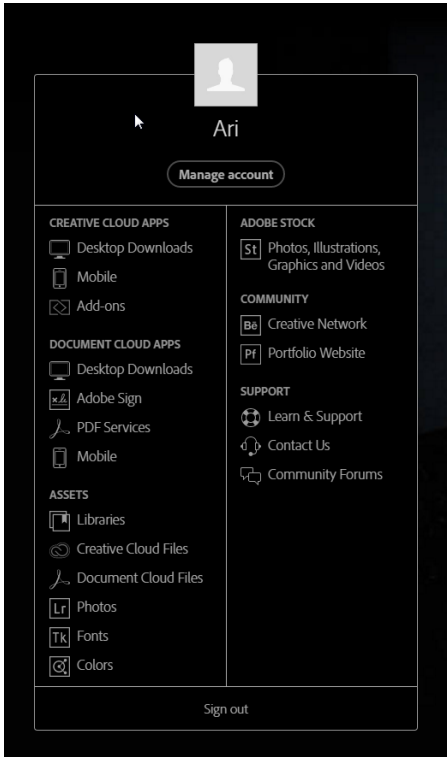 Ari
Manage account
CREATIVE CLOUD APPS
Desktop Downloads
Mobile
Add-ons
DOCUMENT CLOUD APPS
Desktop Downloads
Adobe Sign
PDF Services
Mobile
ASSETS
Libraries
Creative Cloud Files
Document Cloud Files
Lr Photos
Tk Fonts
Colors
ADOBE STOCK
St Photos, Illustrations,
Graphics and Videos
COMMUNITY
Bē Creative Network
Pf Portfolio Website
SUPPORT
Learn & Support
Contact Us
Community Forums
Sign out